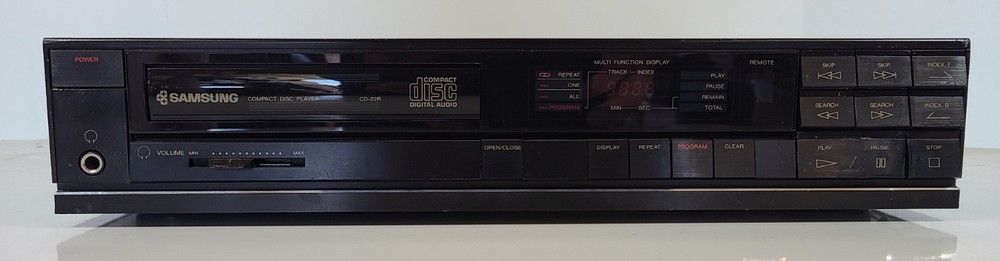 POWER
SAMSUNG COMPACT DISC PLAYER CD-22R
COMPACT
disc
DIGITAL AUDIO
MULTI FUNCTION DISPLAY
REMOTE
REPEAT
ONE
ALL
PROGRAM
TRACK INDEX
MIN SEC
PLAY
PAUSE
REMAIN
TOTAL
SKIP
SKIP
INDEX. F
SEARCH
SEARCH
INDEX. B
VOLUME MIN MAX
OPEN/CLOSE
DISPLAY
REPEAT
PROGRAM
CLEAR
PLAY
PAUSE
STOP